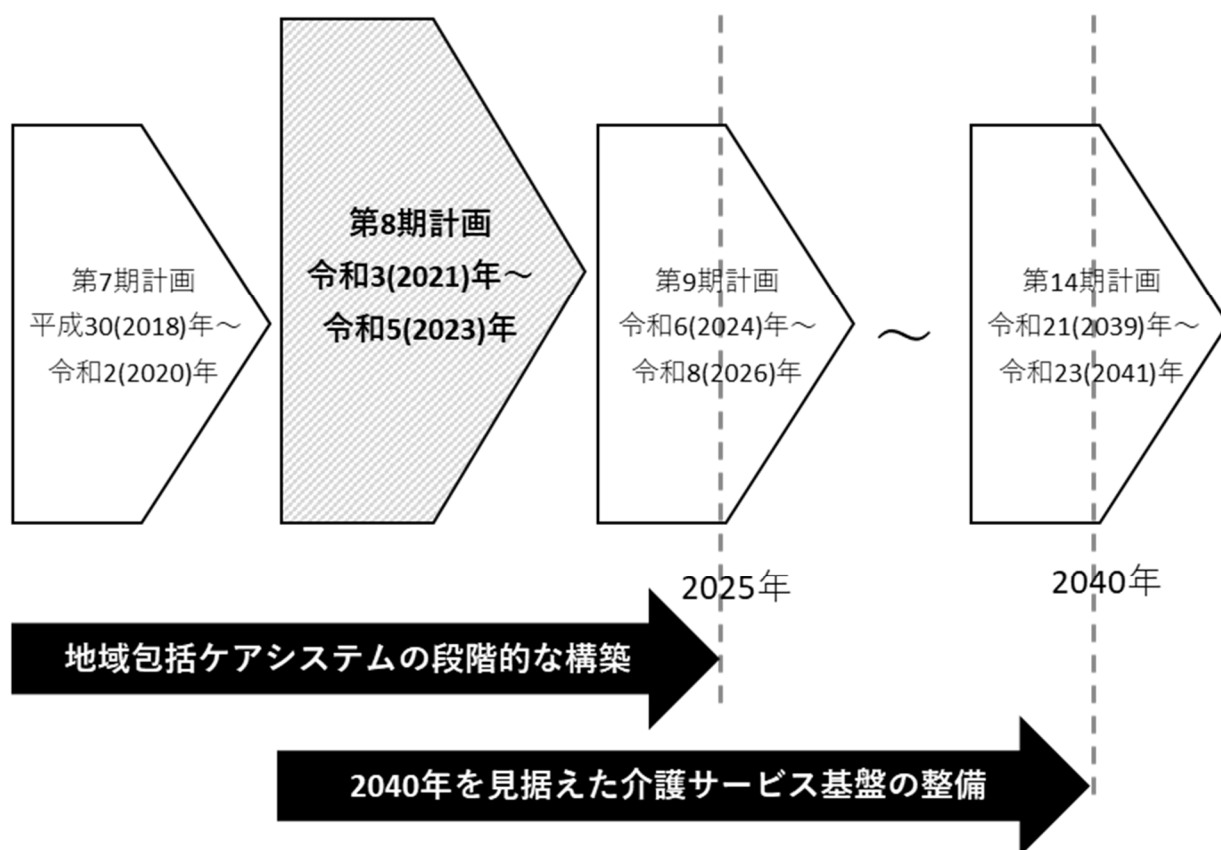 第7期計画
平成30(2018)年～
令和2(2020)年
第8期計画
令和3(2021)年～
令和5(2023)年
第9期計画
令和6(2024)年～
令和8(2026)年
～
第14期計画
令和21(2039)年～
令和23(2041)年
2025年
2040年
地域包括ケアシステムの段階的な構築
2040年を見据えた介護サービス基盤の整備